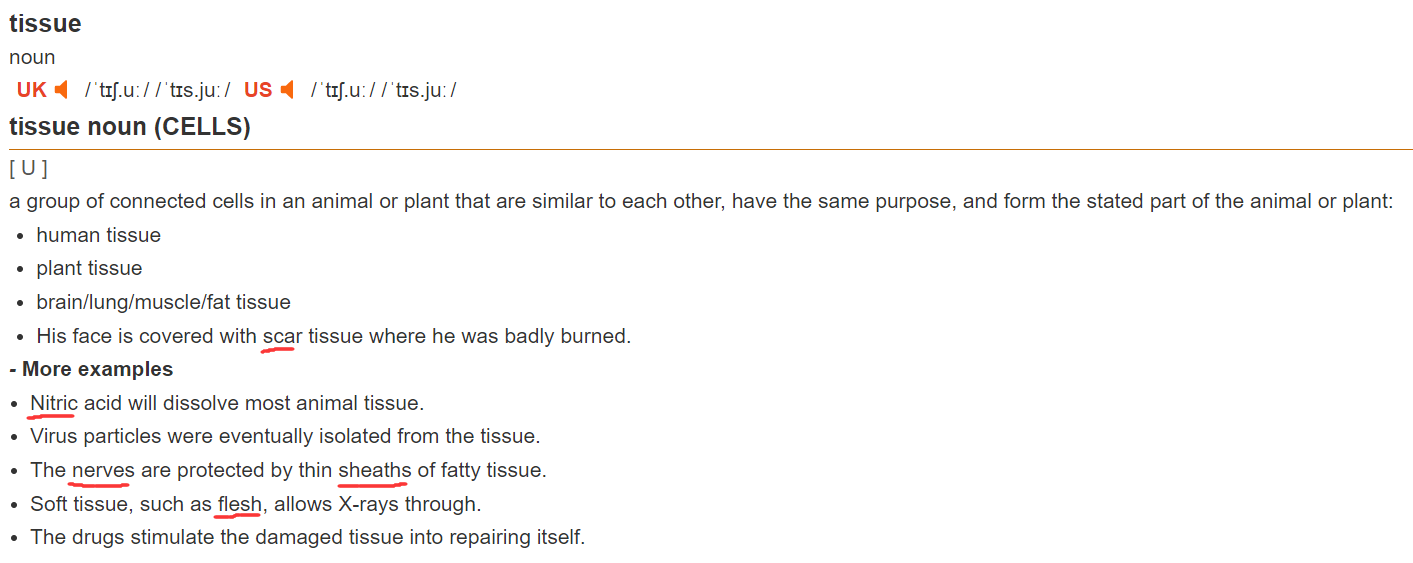 tissue
noun
UK /ˈtɪʃ.uː/ /ˈtɪs.juː/ US /ˈtɪʃ.uː/ /ˈtɪs.juː/
tissue noun (CELLS)
[ U ]
a group of connected cells in an animal or plant that are similar to each other, have the same purpose, and form the stated part of the animal or plant:
• human tissue
• plant tissue
• brain/lung/muscle/fat tissue
• His face is covered with scar tissue where he was badly burned.
- More examples
• Nitric acid will dissolve most animal tissue.
• Virus particles were eventually isolated from the tissue.
• The nerves are protected by thin sheaths of fatty tissue.
• Soft tissue, such as flesh, allows X-rays through.
• The drugs stimulate the damaged tissue into repairing itself.